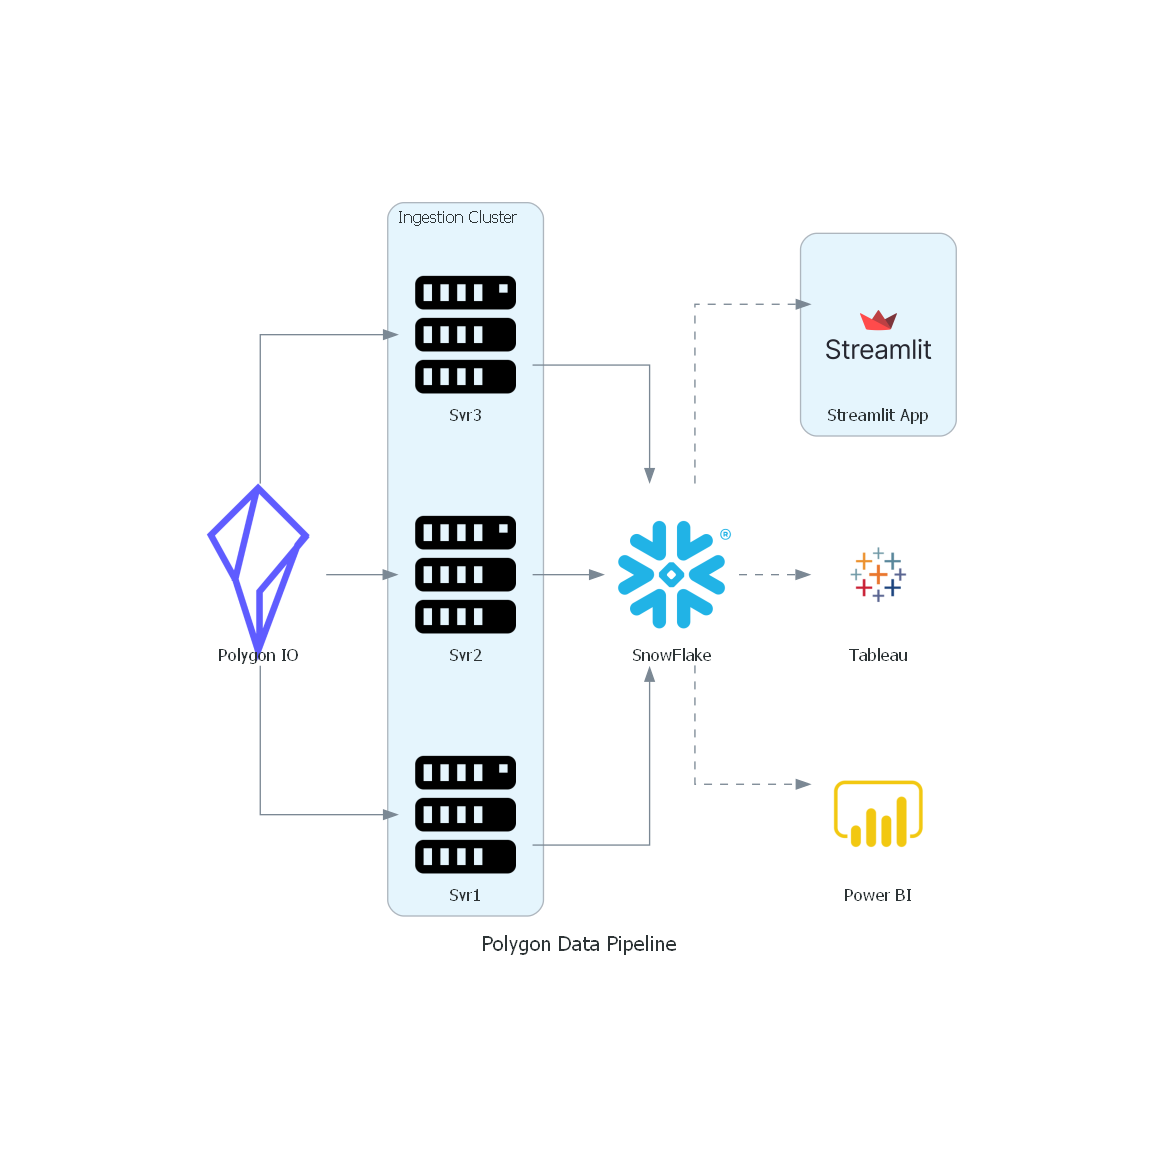 Ingestion Cluster
Svr3
Streamlit
Streamlit App
®
Polygon IO
Svr2
SnowFlake
Tableau
Svr1
Power BI
Polygon Data Pipeline